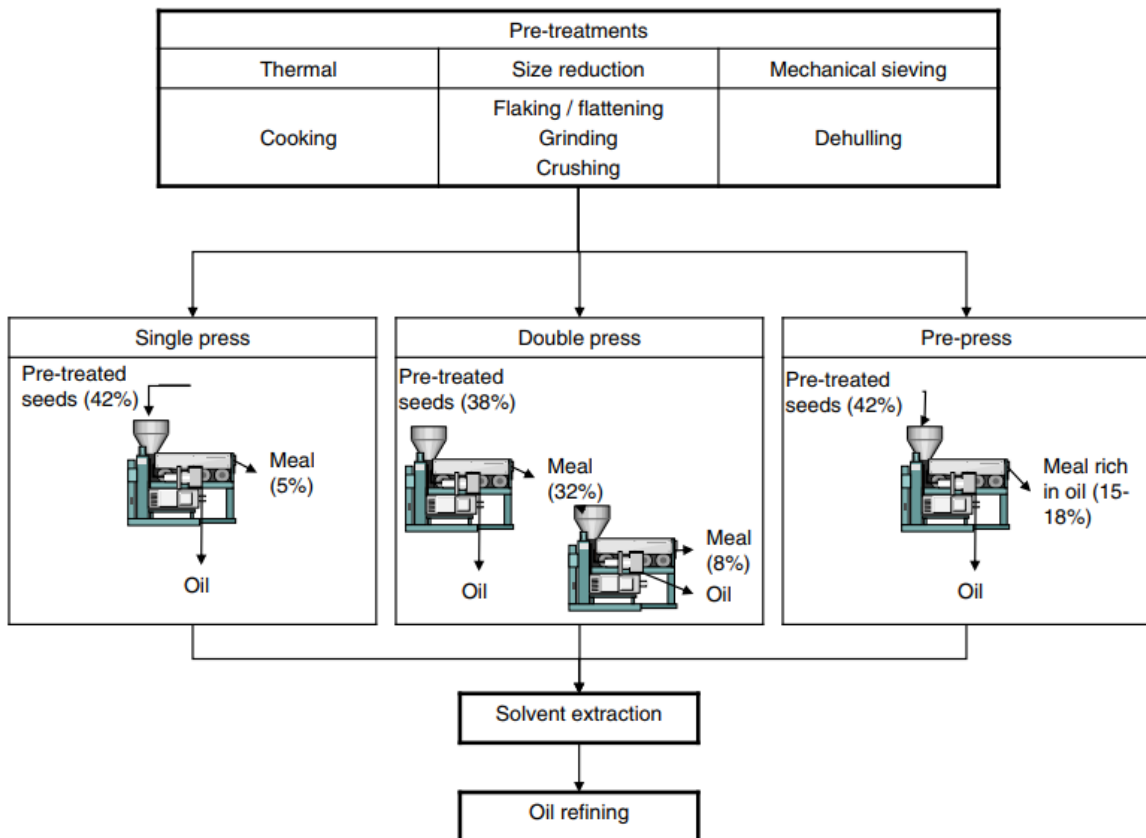 Pre-treatments
Thermal
Size reduction
Mechanical sieving
Cooking
Flaking / flattening
Grinding
Crushing
Dehulling
Single press
Pre-treated
seeds (42%)
Meal
(5%)
Oil
Double press
Pre-treated
seeds (38%)
Meal
(32%)
Oil
Meal
(8%)
Oil
Pre-press
Pre-treated
seeds (42%)
Meal rich
in oil (15-
18%)
Oil
Solvent extraction
Oil refining